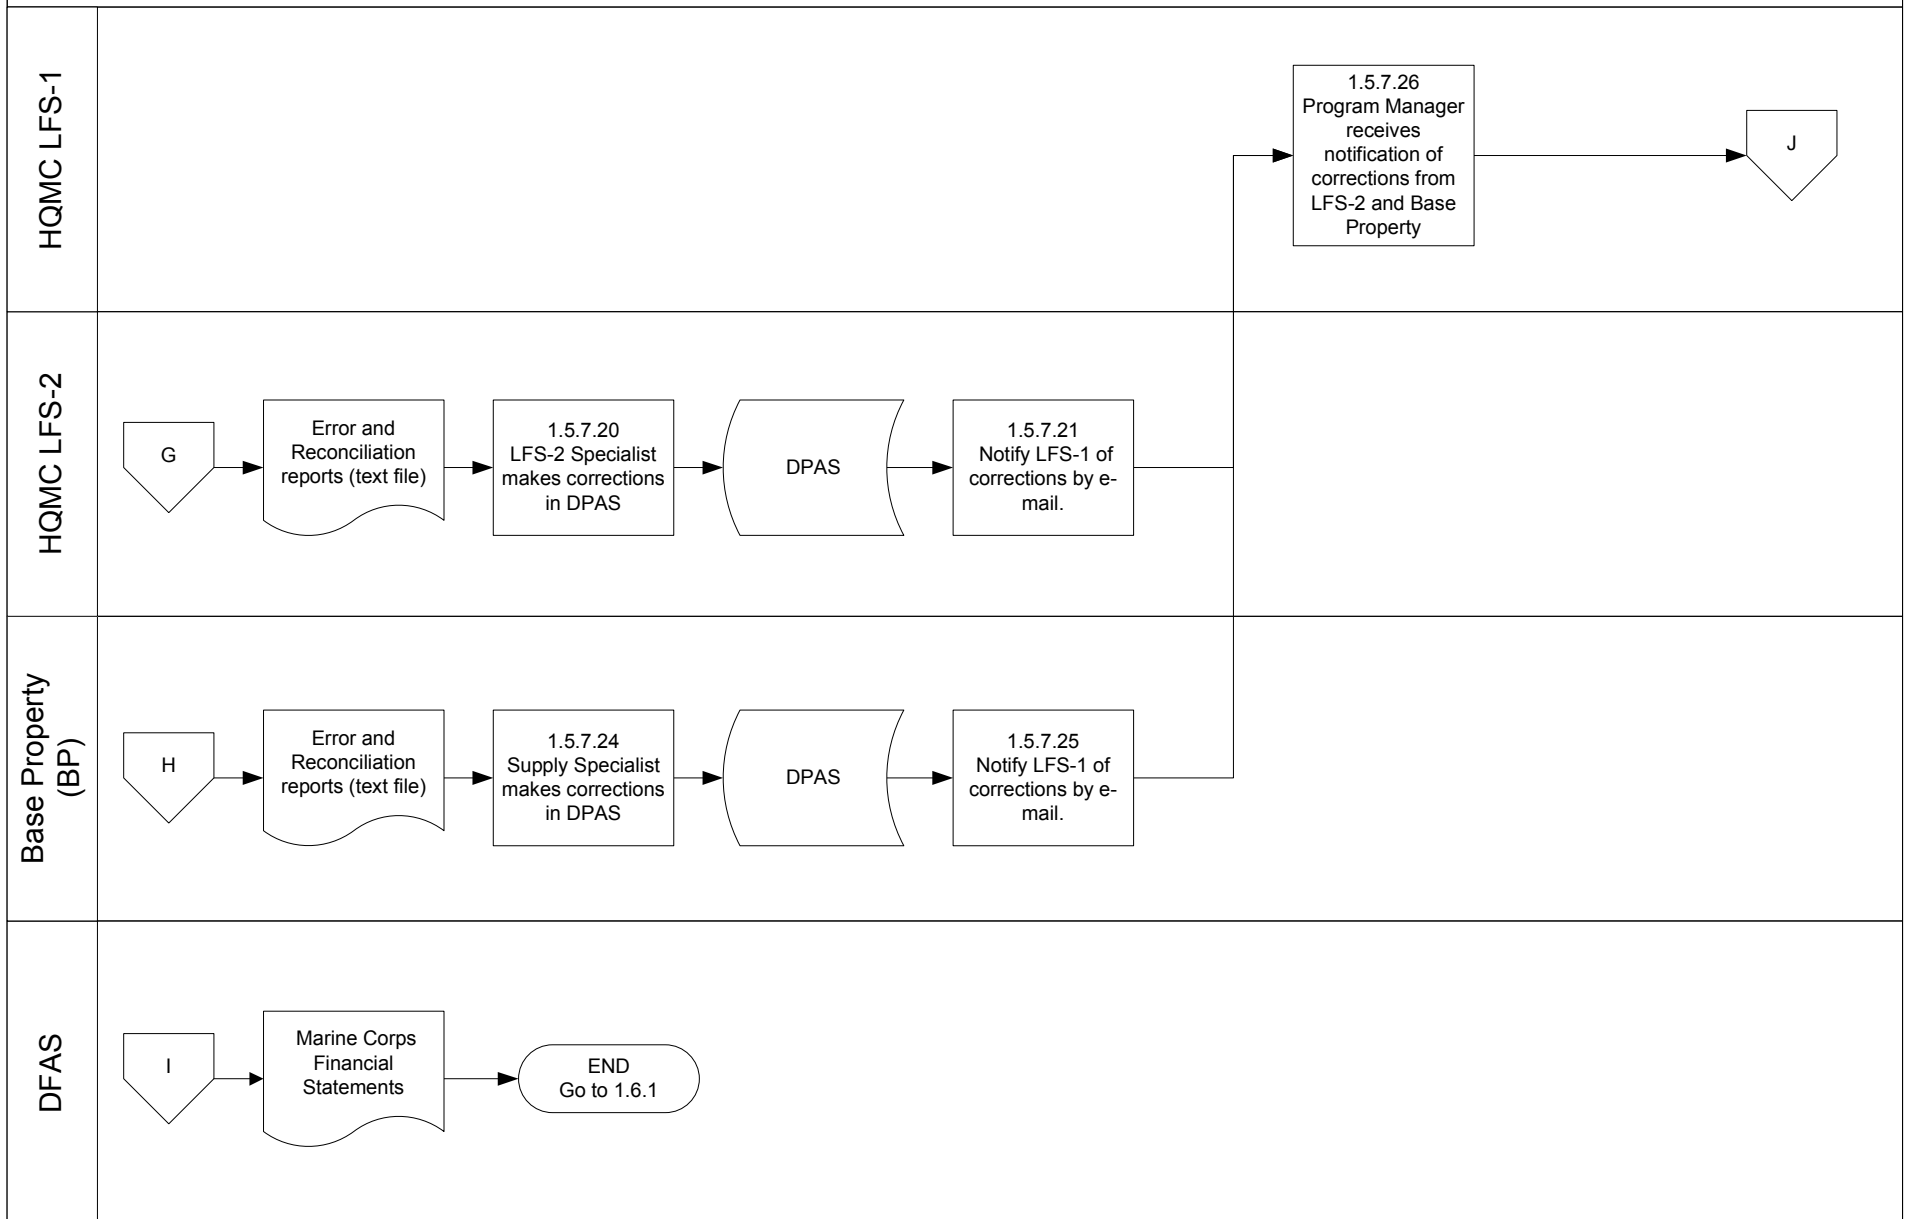 HQMC LFS-1
1.5.7.26
Program Manager
receives
notification of
corrections from
LFS-2 and Base
Property
J
HQMC LFS-2
G
Error and
Reconciliation
reports (text file)
1.5.7.20
LFS-2 Specialist
makes corrections
in DPAS
DPAS
1.5.7.21
Notify LFS-1 of
corrections by e-
mail.
Base Property
(BP)
H
Error and
Reconciliation
reports (text file)
1.5.7.24
Supply Specialist
makes corrections
in DPAS
DPAS
1.5.7.25
Notify LFS-1 of
corrections by e-
mail.
DFAS
I
Marine Corps
Financial
Statements
END
Go to 1.6.1